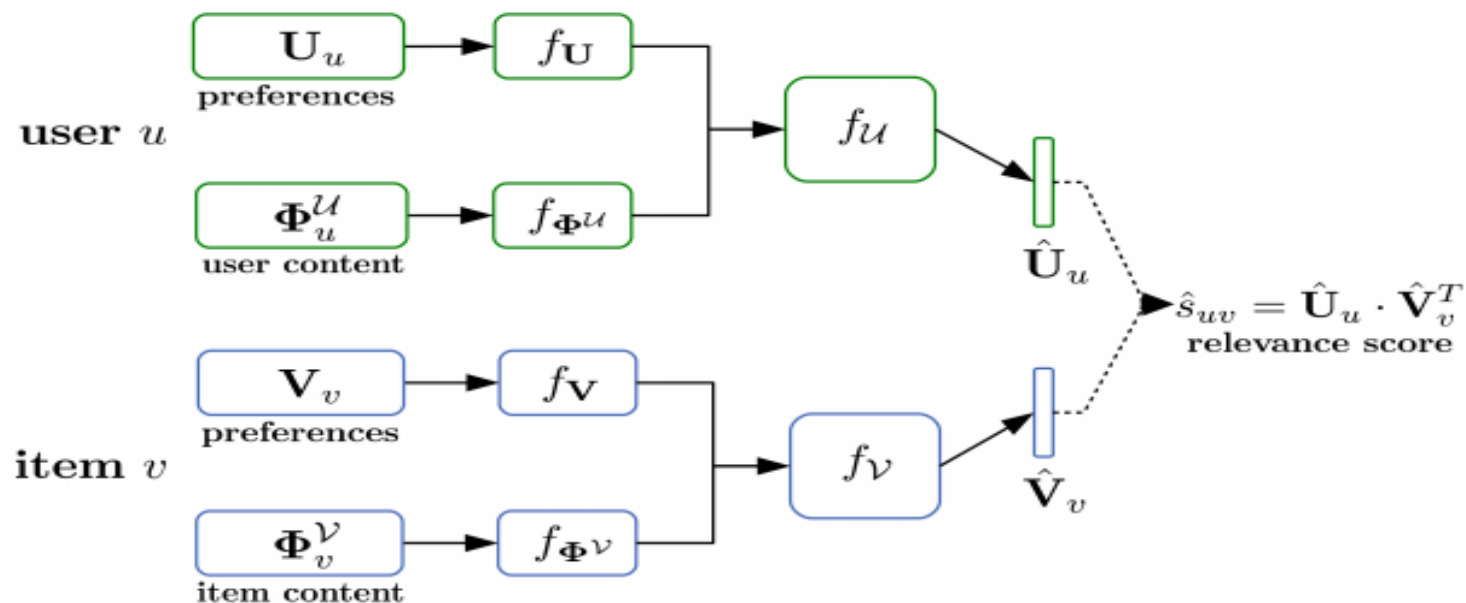 U_u
f_U
preferences
user u
f_𝒰
Φ_u^𝒰
f_Φ^𝒰
user content
Û_u
ŝ_uv = Û_u · V̂_v^T
relevance score
V_v
f_V
preferences
item v
f_𝒱
V̂_v
Φ_v^𝒱
f_Φ^𝒱
item content